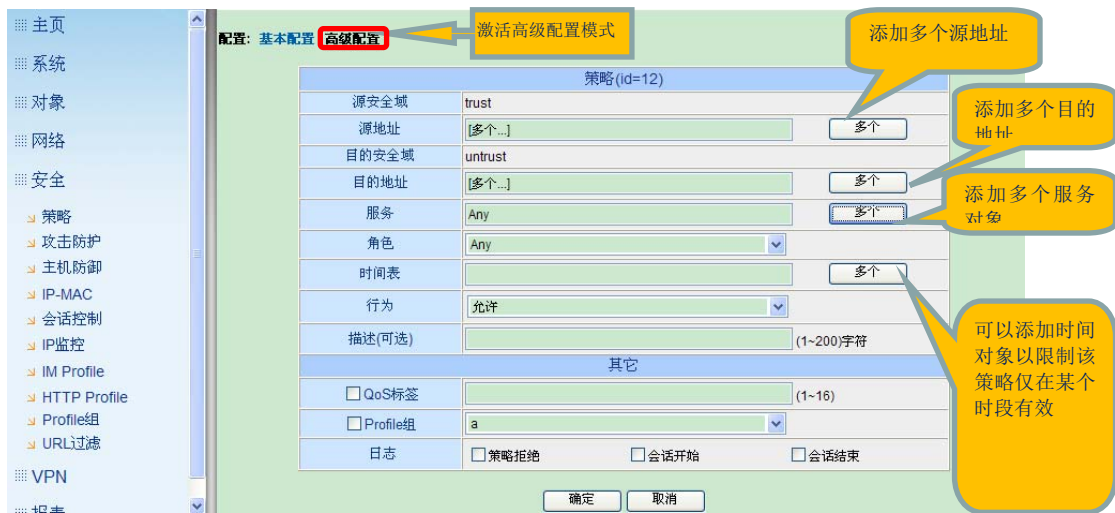 主页
系统
对象
网络
安全
策略
攻击防护
主机防御
IP-MAC
会话控制
IP监控
IM Profile
HTTP Profile
Profile组
URL过滤
VPN
报表
配置: 基本配置 高级配置
激活高级配置模式
添加多个源地址
策略(id=12)
源安全域 trust
源地址 [多个...] 多个
添加多个目的
地址
目的安全域 untrust
目的地址 [多个...] 多个
添加多个服务
对象
服务 Any 多个
角色 Any
时间表 多个
行为 允许
可以添加时间
对象以限制该
策略仅在某个
时段有效
描述(可选) (1~200)字符
其它
QoS标签 (1~16)
Profile组 a
日志 策略拒绝 会话开始 会话结束
确定 取消